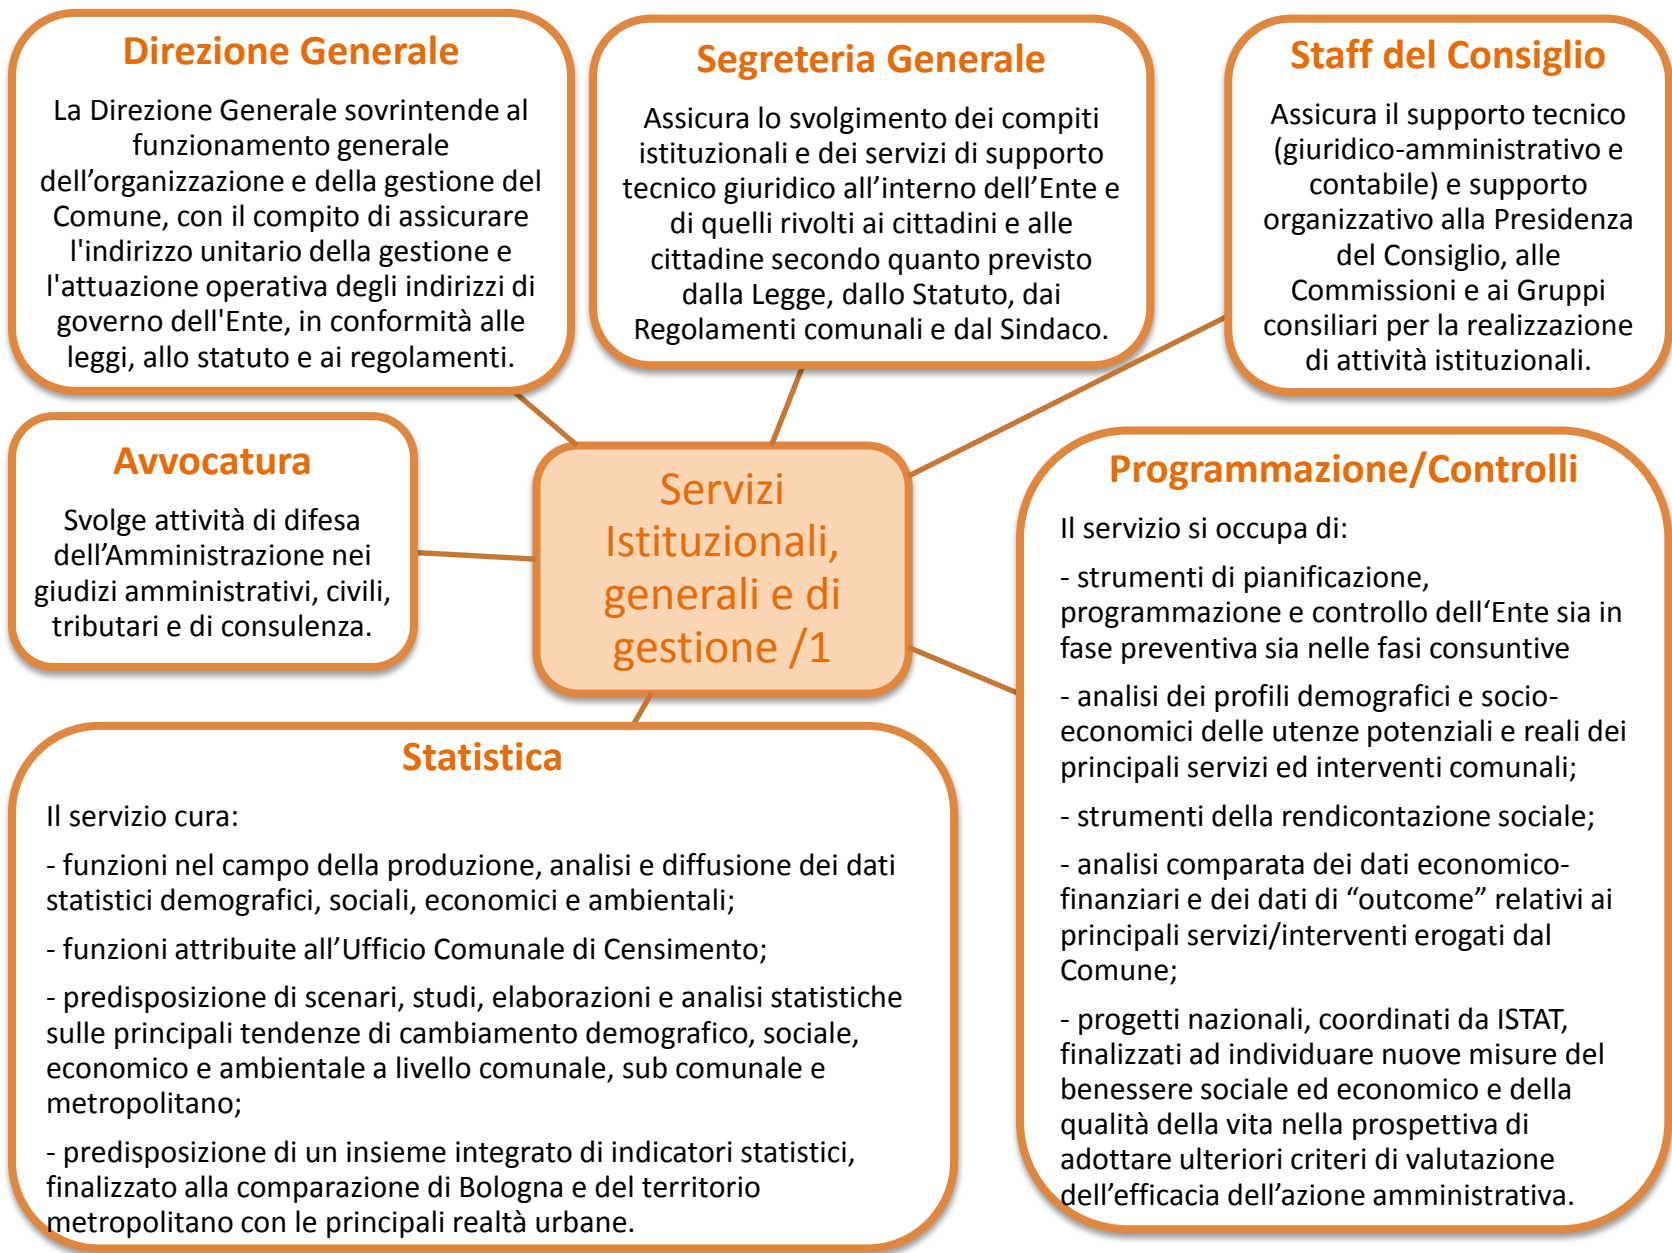 Direzione Generale
La Direzione Generale sovrintende al
funzionamento generale
dell’organizzazione e della gestione del
Comune, con il compito di assicurare
l'indirizzo unitario della gestione e
l'attuazione operativa degli indirizzi di
governo dell'Ente, in conformità alle
leggi, allo statuto e ai regolamenti.
Segreteria Generale
Assicura lo svolgimento dei compiti
istituzionali e dei servizi di supporto
tecnico giuridico all’interno dell’Ente e
di quelli rivolti ai cittadini e alle
cittadine secondo quanto previsto
dalla Legge, dallo Statuto, dai
Regolamenti comunali e dal Sindaco.
Staff del Consiglio
Assicura il supporto tecnico
(giuridico-amministrativo e
contabile) e supporto
organizzativo alla Presidenza
del Consiglio, alle
Commissioni e ai Gruppi
consiliari per la realizzazione
di attività istituzionali.
Avvocatura
Svolge attività di difesa
dell’Amministrazione nei
giudizi amministrativi, civili,
tributari e di consulenza.
Servizi
Istituzionali,
generali e di
gestione /1
Programmazione/Controlli
Il servizio si occupa di:
- strumenti di pianificazione,
programmazione e controllo dell‘Ente sia in
fase preventiva sia nelle fasi consuntive
- analisi dei profili demografici e socio-
economici delle utenze potenziali e reali dei
principali servizi ed interventi comunali;
- strumenti della rendicontazione sociale;
- analisi comparata dei dati economico-
finanziari e dei dati di “outcome” relativi ai
principali servizi/interventi erogati dal
Comune;
- progetti nazionali, coordinati da ISTAT,
finalizzati ad individuare nuove misure del
benessere sociale ed economico e della
qualità della vita nella prospettiva di
adottare ulteriori criteri di valutazione
dell’efficacia dell’azione amministrativa.
Statistica
Il servizio cura:
- funzioni nel campo della produzione, analisi e diffusione dei dati
statistici demografici, sociali, economici e ambientali;
- funzioni attribuite all’Ufficio Comunale di Censimento;
- predisposizione di scenari, studi, elaborazioni e analisi statistiche
sulle principali tendenze di cambiamento demografico, sociale,
economico e ambientale a livello comunale, sub comunale e
metropolitano;
- predisposizione di un insieme integrato di indicatori statistici,
finalizzato alla comparazione di Bologna e del territorio
metropolitano con le principali realtà urbane.